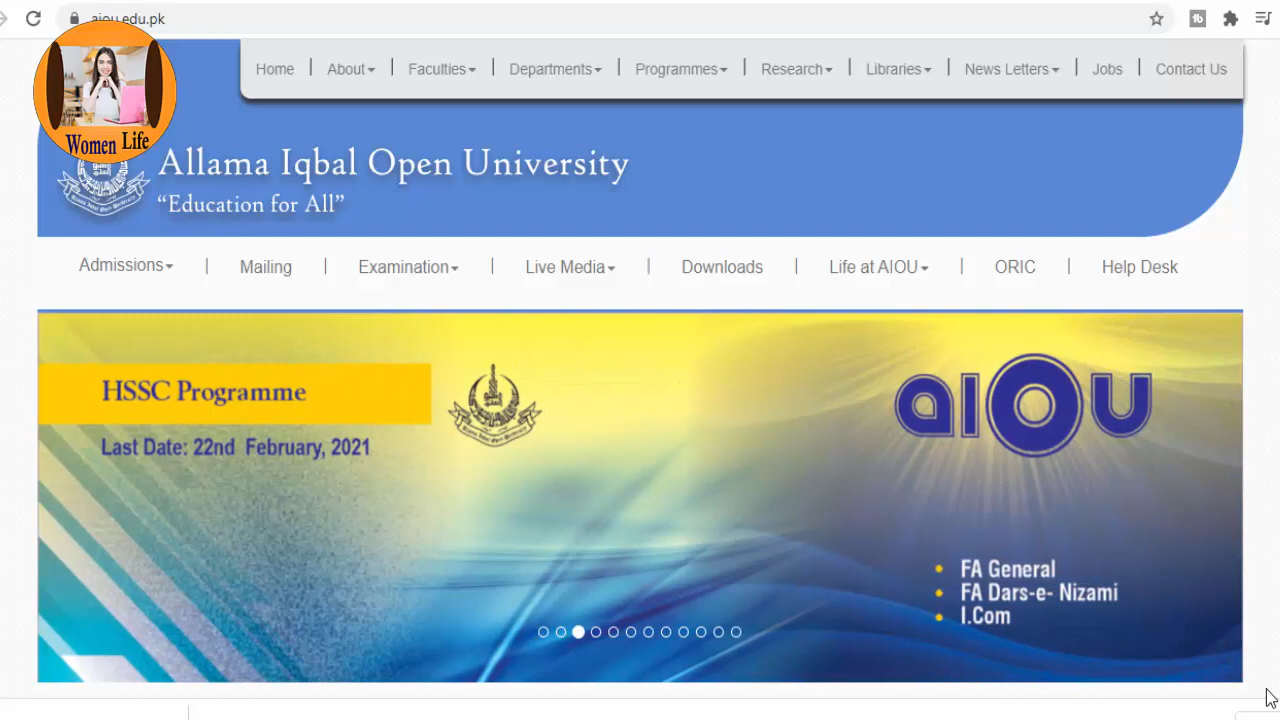 aiou.edu.pk
Women Life
Home | About | Faculties | Departments | Programmes | Research | Libraries | News Letters | Jobs | Contact Us
Allama Iqbal Open University
“Education for All”
Admissions | Mailing | Examination | Live Media | Downloads | Life at AIOU | ORIC | Help Desk
HSSC Programme
Last Date: 22nd February, 2021
aIOU
• FA General
• FA Dars-e- Nizami
• I.Com